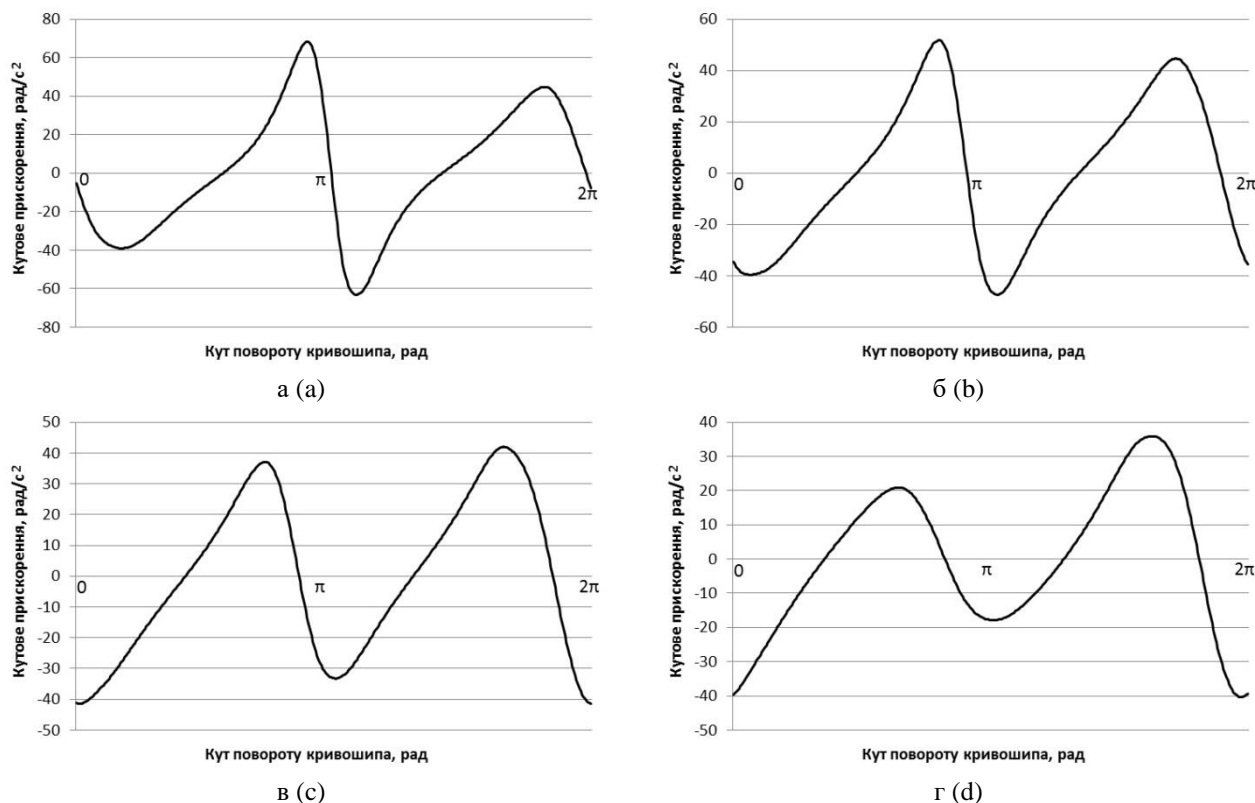 80
60
40
20
0
-20
-40
-60
-80
0
π
2π
Кутове прискорення, рад/с²
Кут повороту кривошипа, рад
а (a)
60
40
20
0
-20
-40
-60
0
π
2π
Кутове прискорення, рад/с²
Кут повороту кривошипа, рад
б (b)
50
40
30
20
10
0
-10
-20
-30
-40
-50
0
π
2π
Кутове прискорення, рад/с²
Кут повороту кривошипа, рад
в (c)
40
30
20
10
0
-10
-20
-30
-40
-50
0
π
2π
Кутове прискорення, рад/с²
Кут повороту кривошипа, рад
г (d)